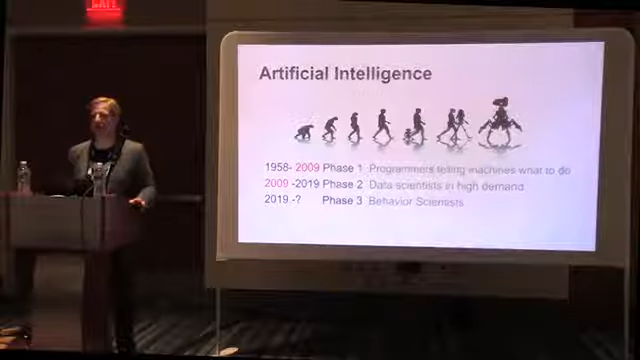 EXIT
Artificial Intelligence
1958- 2009 Phase 1 Programmers telling machines what to do
2009 -2019 Phase 2 Data scientists in high demand
2019 -? Phase 3 Behavior Scientists